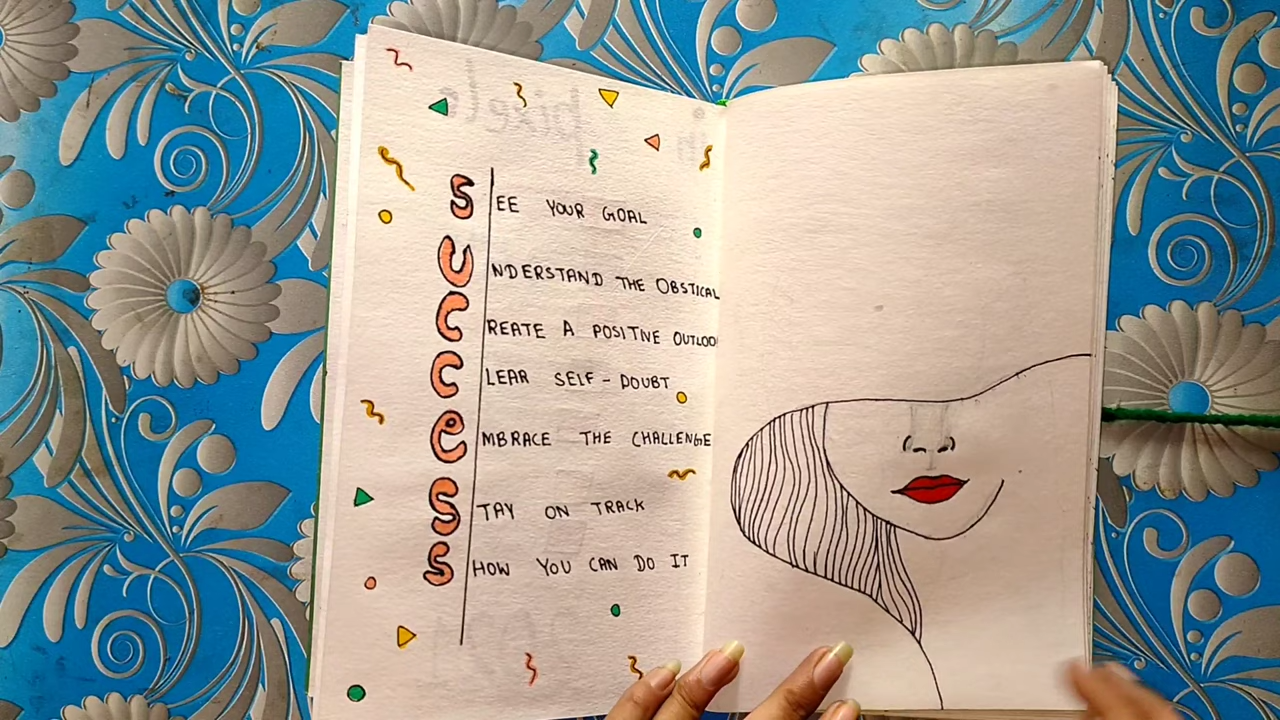 SEE YOUR GOAL
UNDERSTAND THE OBSTICAL
CREATE A POSITIVE OUTLOO
CLEAR SELF-DOUBT
eMBRACE THE CHALLENGE
STAY ON TRACK
SHOW YOU CAN DO IT